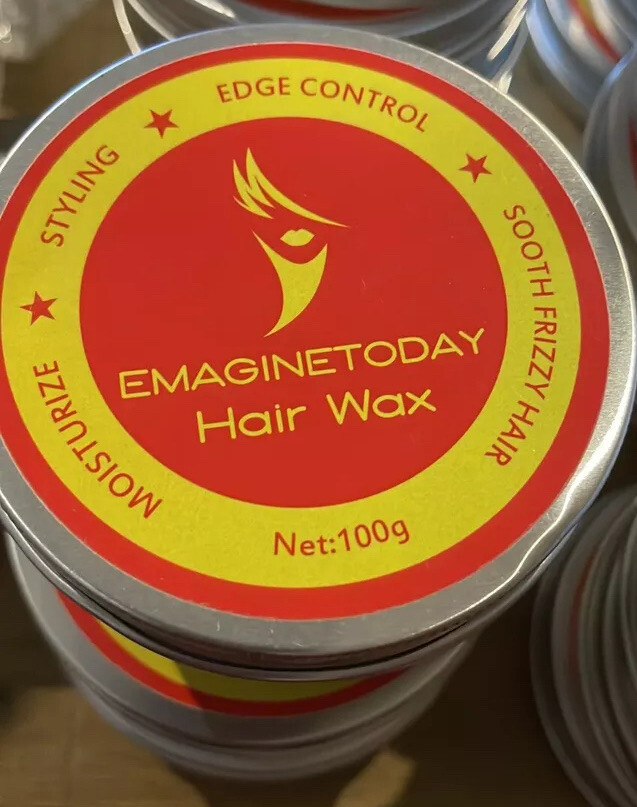 EDGE CONTROL
STYLING
SOOTH FRIZZY HAIR
MOISTURIZE
EMAGINETODAY
Hair Wax
Net:100g